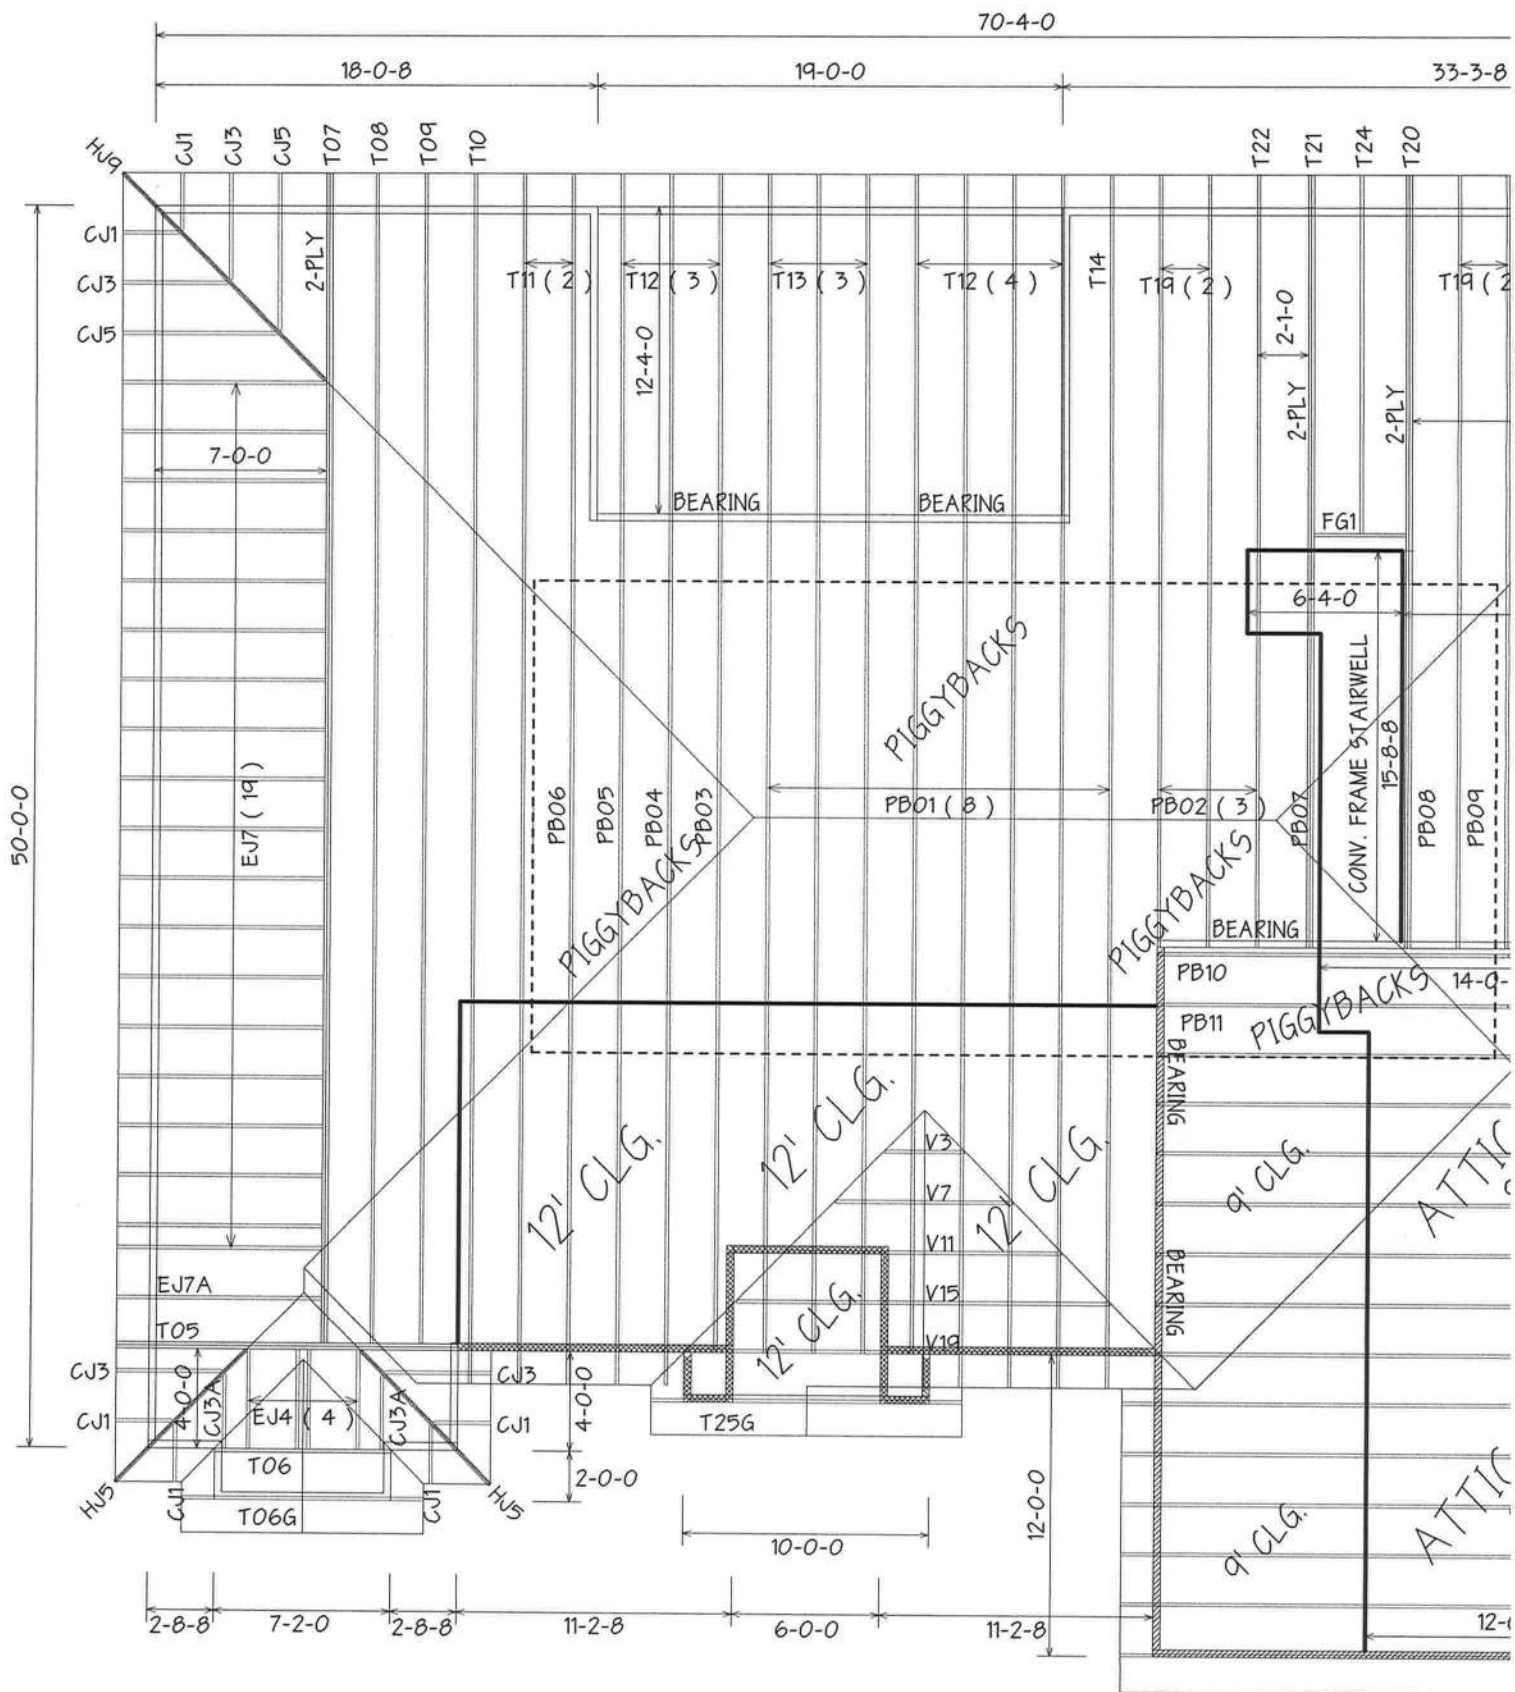 70-4-0
18-0-8
19-0-0
33-3-8
HJ9
CJ1
CJ3
CJ5
T07
T08
T09
T10
T22
T21
T24
T20
CJ1
CJ3
CJ5
2-PLY
T11 ( 2 )
T12 ( 3 )
T13 ( 3 )
T12 ( 4 )
T14
T19 ( 2 )
T19 ( 2
2-1-0
12-4-0
2-PLY
2-PLY
7-0-0
BEARING
BEARING
FG1
6-4-0
PIGGYBACKS
CONV. FRAME STAIRWELL
15-8-8
50-0-0
EJ7 ( 19 )
PB06
PB05
PB04
PB03
PB01 ( 8 )
PB02 ( 3 )
PB07
PB08
PB09
PIGGYBACKS
PIGGYBACKS
BEARING
PB10
14-0-
PB11
PIGGYBACKS
BEARING
12' CLG.
12' CLG.
12' CLG.
V3
V7
V11
V15
V19
9' CLG.
ATTIC
BEARING
EJ7A
T05
12' CLG.
CJ3
CJ1
4-0-0
CJ3A
EJ4 ( 4 )
CJ3A
CJ3
CJ1
4-0-0
T25G
T06
2-0-0
HJ5
CJ1
T06G
CJ1
HJ5
10-0-0
12-0-0
9' CLG.
ATTIC
2-8-8
7-2-0
2-8-8
11-2-8
6-0-0
11-2-8